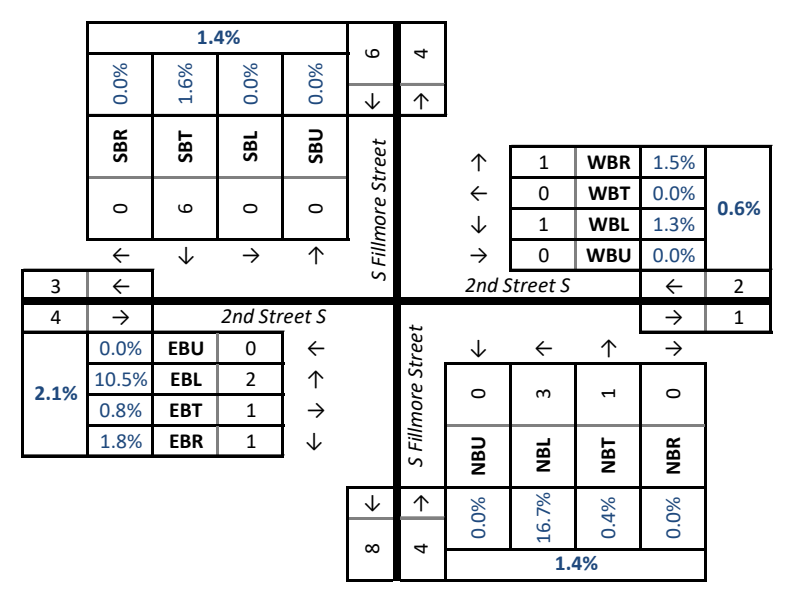 1.4%
0.0% 1.6% 0.0% 0.0%
6 4
↓ ↑
SBR SBT SBL SBU
0 6 0 0
← ↓ → ↑
S Fillmore Street
↑ 1 WBR 1.5%
← 0 WBT 0.0%
↓ 1 WBL 1.3%
→ 0 WBU 0.0%
0.6%
3 ←
2nd Street S
← 2
4 →
2nd Street S
→ 1
2.1%
0.0% EBU 0 ←
10.5% EBL 2 ↑
0.8% EBT 1 →
1.8% EBR 1 ↓
S Fillmore Street
↓ ← ↑ →
0 3 1 0
NBU NBL NBT NBR
0.0% 16.7% 0.4% 0.0%
↓ ↑
8 4
1.4%